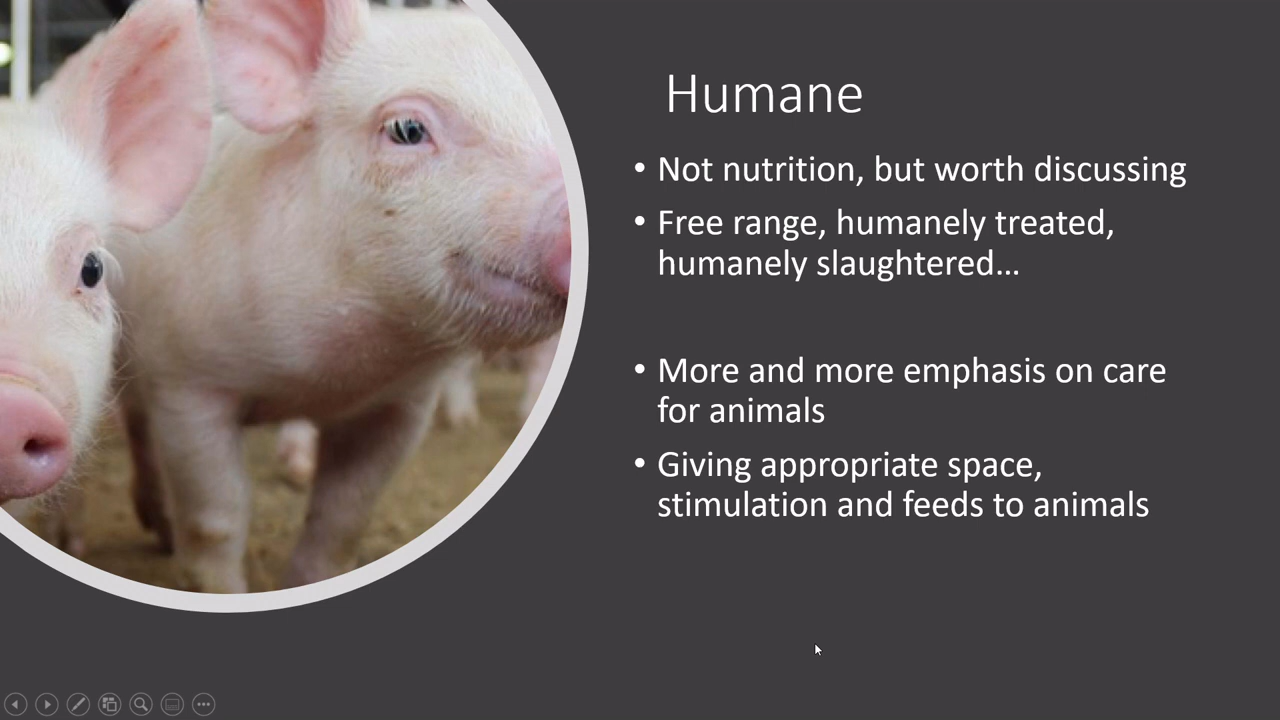 Humane
• Not nutrition, but worth discussing
• Free range, humanely treated,
humanely slaughtered...
• More and more emphasis on care
for animals
• Giving appropriate space,
stimulation and feeds to animals